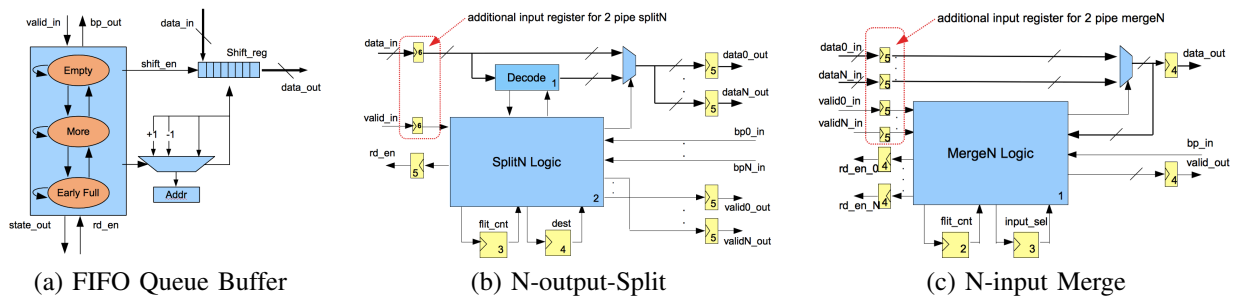 valid_in
bp_out
data_in
Empty
shift_en
Shift_reg
data_out
More
+1
-1
Early Full
Addr
state_out
rd_en
(a) FIFO Queue Buffer
additional input register for 2 pipe splitN
data_in
6
Decode
1
5
data0_out
5
dataN_out
valid_in
6
bp0_in
rd_en
5
SplitN Logic
2
bpN_in
5
valid0_out
5
validN_out
flit_cnt
3
dest
4
(b) N-output-Split
additional input register for 2 pipe mergeN
data0_in
5
4
data_out
dataN_in
5
valid0_in
5
validN_in
5
MergeN Logic
1
bp_in
valid_out
4
rd_en_0
4
rd_en_N
4
flit_cnt
2
input_sel
3
(c) N-input Merge